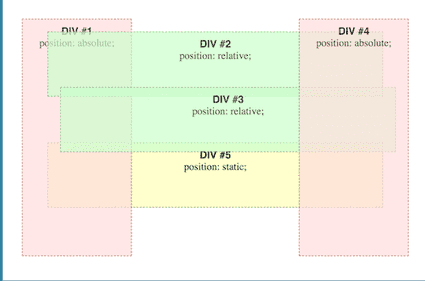 DIV #1
position: absolute;
DIV #2
position: relative;
DIV #3
position: relative;
DIV #4
position: absolute;
DIV #5
position: static;